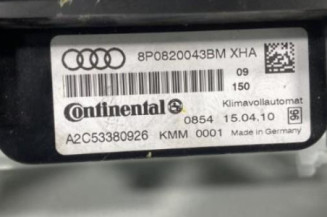 8P0820043BM XHA
09
150
Continental
Klimavollautomat
0854 15.04.10
A2C53380926 KMM 0001 Made in Germany